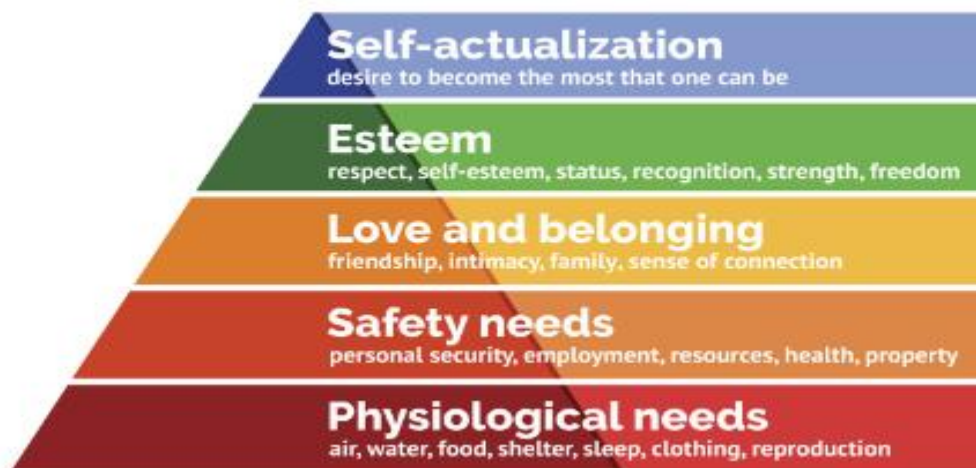 Self-actualization
desire to become the most that one can be
Esteem
respect, self-esteem, status, recognition, strength, freedom
Love and belonging
friendship, intimacy, family, sense of connection
Safety needs
personal security, employment, resources, health, property
Physiological needs
air, water, food, shelter, sleep, clothing, reproduction